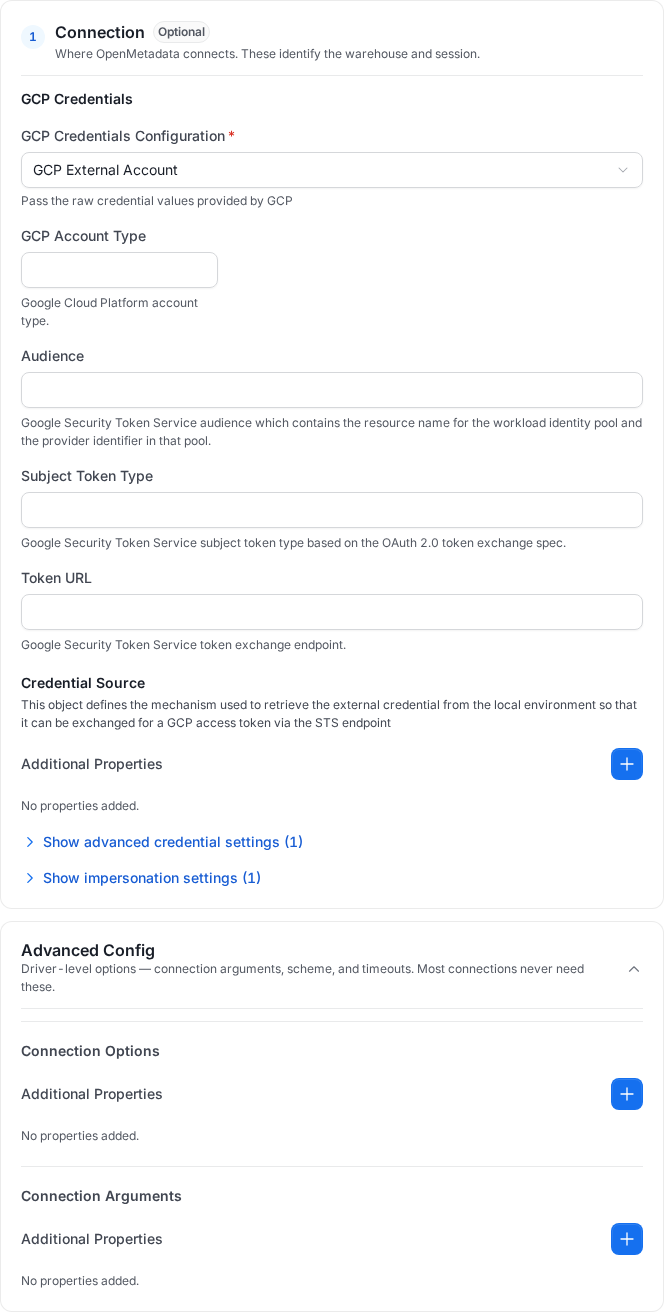 1
Connection Optional
Where OpenMetadata connects. These identify the warehouse and session.
GCP Credentials
GCP Credentials Configuration *
GCP External Account
Pass the raw credential values provided by GCP
GCP Account Type
Google Cloud Platform account
type.
Audience
Google Security Token Service audience which contains the resource name for the workload identity pool and
the provider identifier in that pool.
Subject Token Type
Google Security Token Service subject token type based on the OAuth 2.0 token exchange spec.
Token URL
Google Security Token Service token exchange endpoint.
Credential Source
This object defines the mechanism used to retrieve the external credential from the local environment so that
it can be exchanged for a GCP access token via the STS endpoint
Additional Properties
No properties added.
Show advanced credential settings (1)
Show impersonation settings (1)
Advanced Config
Driver-level options — connection arguments, scheme, and timeouts. Most connections never need
these.
Connection Options
Additional Properties
No properties added.
Connection Arguments
Additional Properties
No properties added.